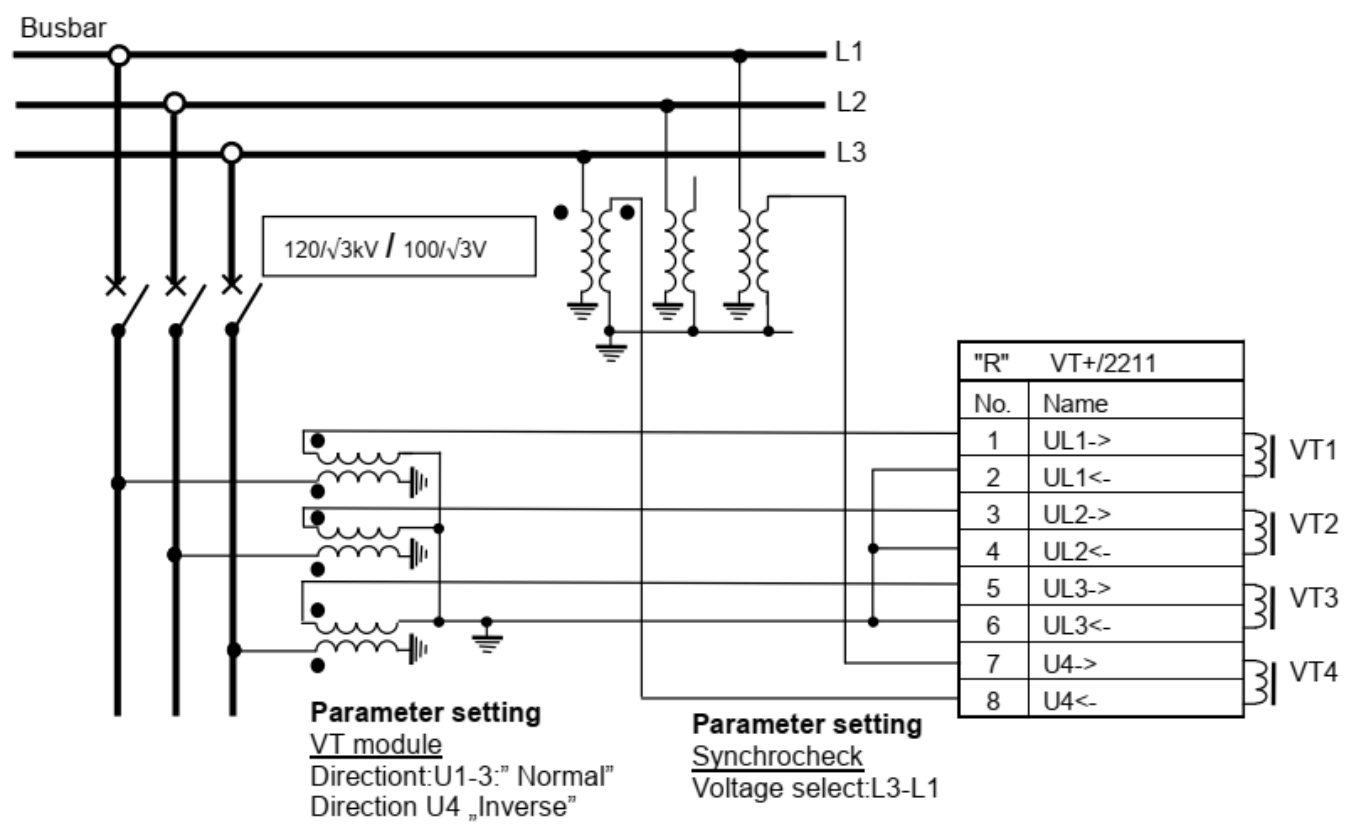 Busbar
L1
L2
L3
120/√3kV / 100/√3V
"R" VT+/2211
No. Name
1 UL1->
2 UL1<-
3 UL2->
4 UL2<-
5 UL3->
6 UL3<-
7 U4->
8 U4<-
VT1
VT2
VT3
VT4
Parameter setting
VT module
Directiont:U1-3:” Normal”
Direction U4 „Inverse”
Parameter setting
Synchrocheck
Voltage select:L3-L1